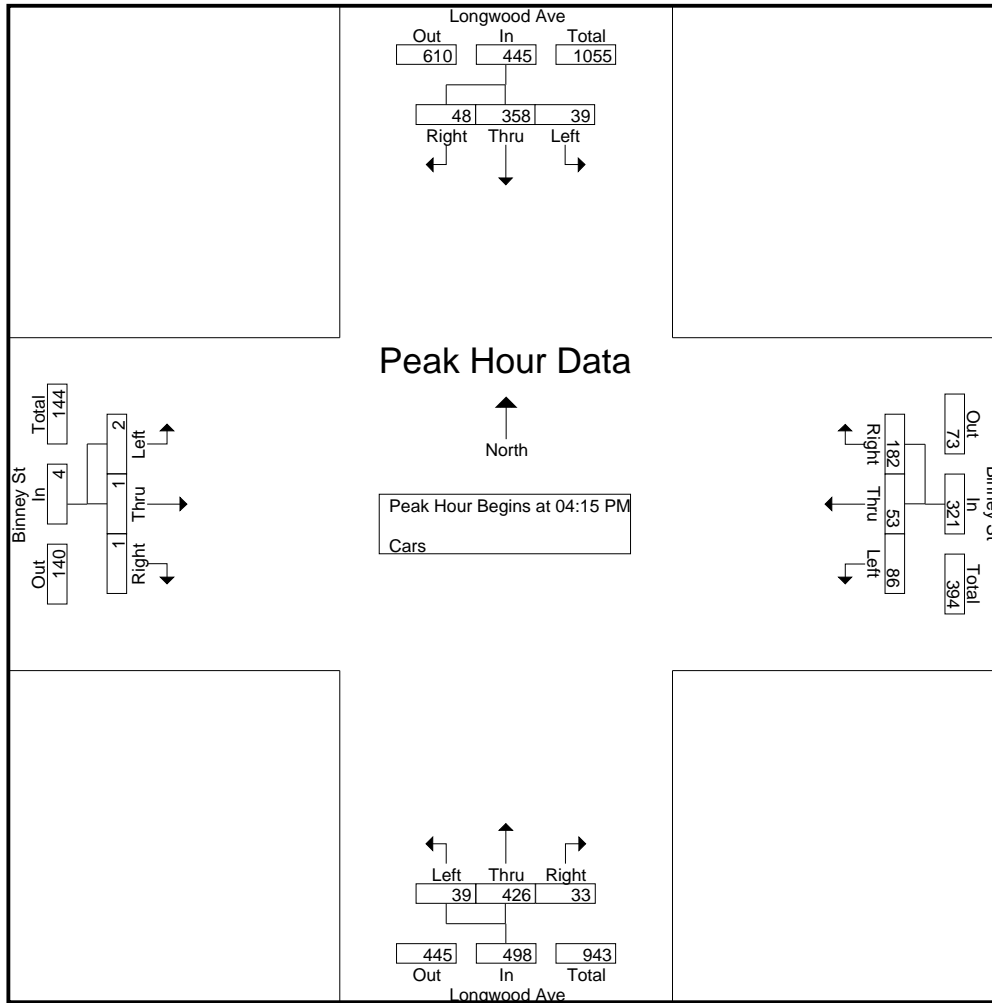 Longwood Ave
Out In Total
610 445 1055
48 358 39
Right Thru Left
Peak Hour Data
North
Peak Hour Begins at 04:15 PM
Cars
Binney St
Total In Out
144 4 140
2 1 1
Left Thru Right
Right Thru Left
182 53 86
Out In Total
73 321 394
Binney St
Left Thru Right
39 426 33
445 498 943
Out In Total
Longwood Ave